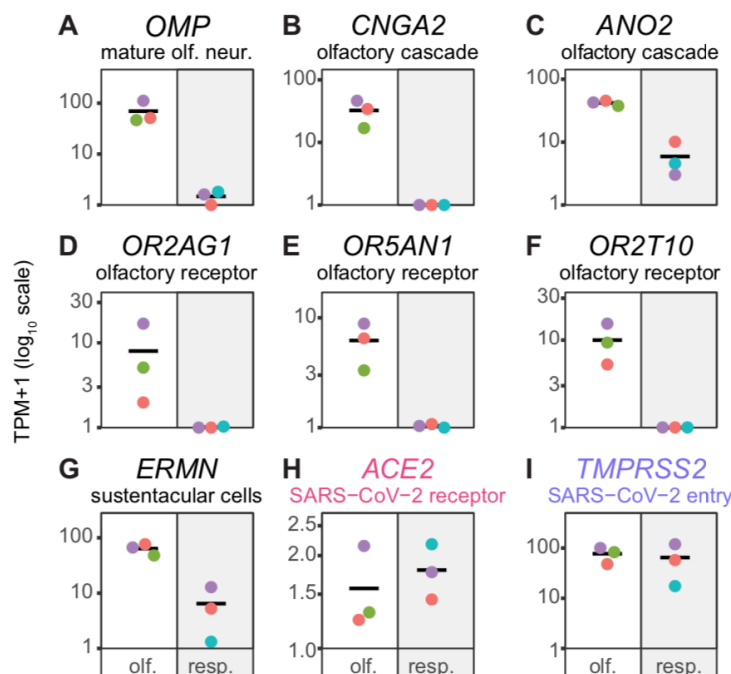 A OMP
mature olf. neur.
B CNGA2
olfactory cascade
C ANO2
olfactory cascade
100
10
1
100
10
1
100
10
1
D OR2AG1
olfactory receptor
E OR5AN1
olfactory receptor
F OR2T10
olfactory receptor
TPM+1 (log10 scale)
30
10
3
1
10
3
1
30
10
3
1
G ERMN
sustentacular cells
H ACE2
SARS−CoV−2 receptor
I TMPRSS2
SARS−CoV−2 entry
100
10
1
2.5
2.0
1.5
1.0
100
10
1
olf. resp.
olf. resp.
olf. resp.